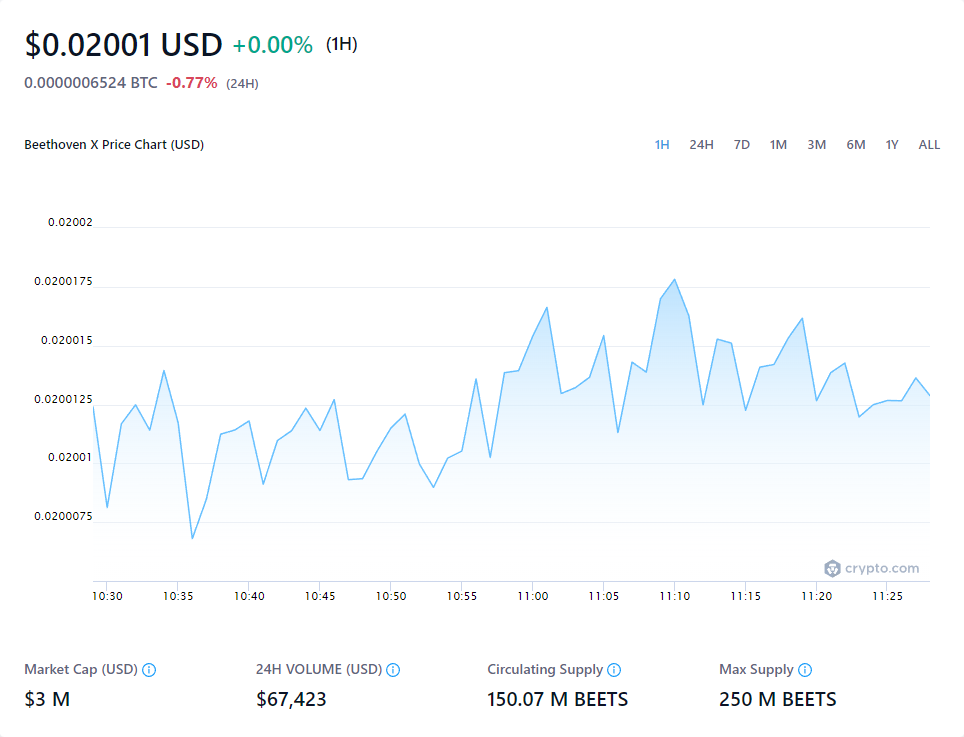 $0.02001 USD +0.00% (1H)
0.0000006524 BTC -0.77% (24H)
Beethoven X Price Chart (USD)
1H 24H 7D 1M 3M 6M 1Y ALL
0.02002
0.0200175
0.020015
0.0200125
0.02001
0.0200075
crypto.com
10:30 10:35 10:40 10:45 10:50 10:55 11:00 11:05 11:10 11:15 11:20 11:25
Market Cap (USD) 24H VOLUME (USD) Circulating Supply Max Supply
$3 M $67,423 150.07 M BEETS 250 M BEETS